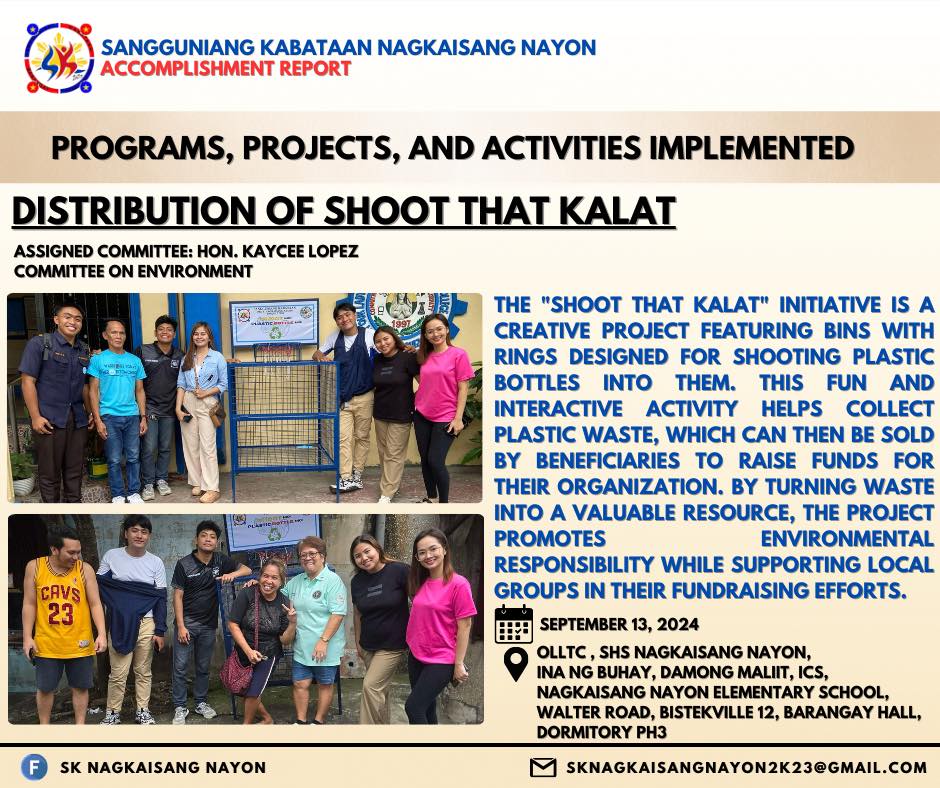 SANGGUNIANG KABATAAN NAGKAISANG NAYON
ACCOMPLISHMENT REPORT
PROGRAMS, PROJECTS, AND ACTIVITIES IMPLEMENTED
DISTRIBUTION OF SHOOT THAT KALAT
ASSIGNED COMMITTEE: HON. KAYCEE LOPEZ
COMMITTEE ON ENVIRONMENT
1997
PLASTIC BOTTLE
PLASTIC BOTTLE
CAVS
23
THE "SHOOT THAT KALAT" INITIATIVE IS A
CREATIVE PROJECT FEATURING BINS WITH
RINGS DESIGNED FOR SHOOTING PLASTIC
BOTTLES INTO THEM. THIS FUN AND
INTERACTIVE ACTIVITY HELPS COLLECT
PLASTIC WASTE, WHICH CAN THEN BE SOLD
BY BENEFICIARIES TO RAISE FUNDS FOR
THEIR ORGANIZATION. BY TURNING WASTE
INTO A VALUABLE RESOURCE, THE PROJECT
PROMOTES ENVIRONMENTAL
RESPONSIBILITY WHILE SUPPORTING LOCAL
GROUPS IN THEIR FUNDRAISING EFFORTS.
SEPTEMBER 13, 2024
OLLTC , SHS NAGKAISANG NAYON,
INA NG BUHAY, DAMONG MALIIT, ICS,
NAGKAISANG NAYON ELEMENTARY SCHOOL,
WALTER ROAD, BISTEKVILLE 12, BARANGAY HALL,
DORMITORY PH3
F SK NAGKAISANG NAYON
SKNAGKAISANGNAYON2K23@GMAIL.COM